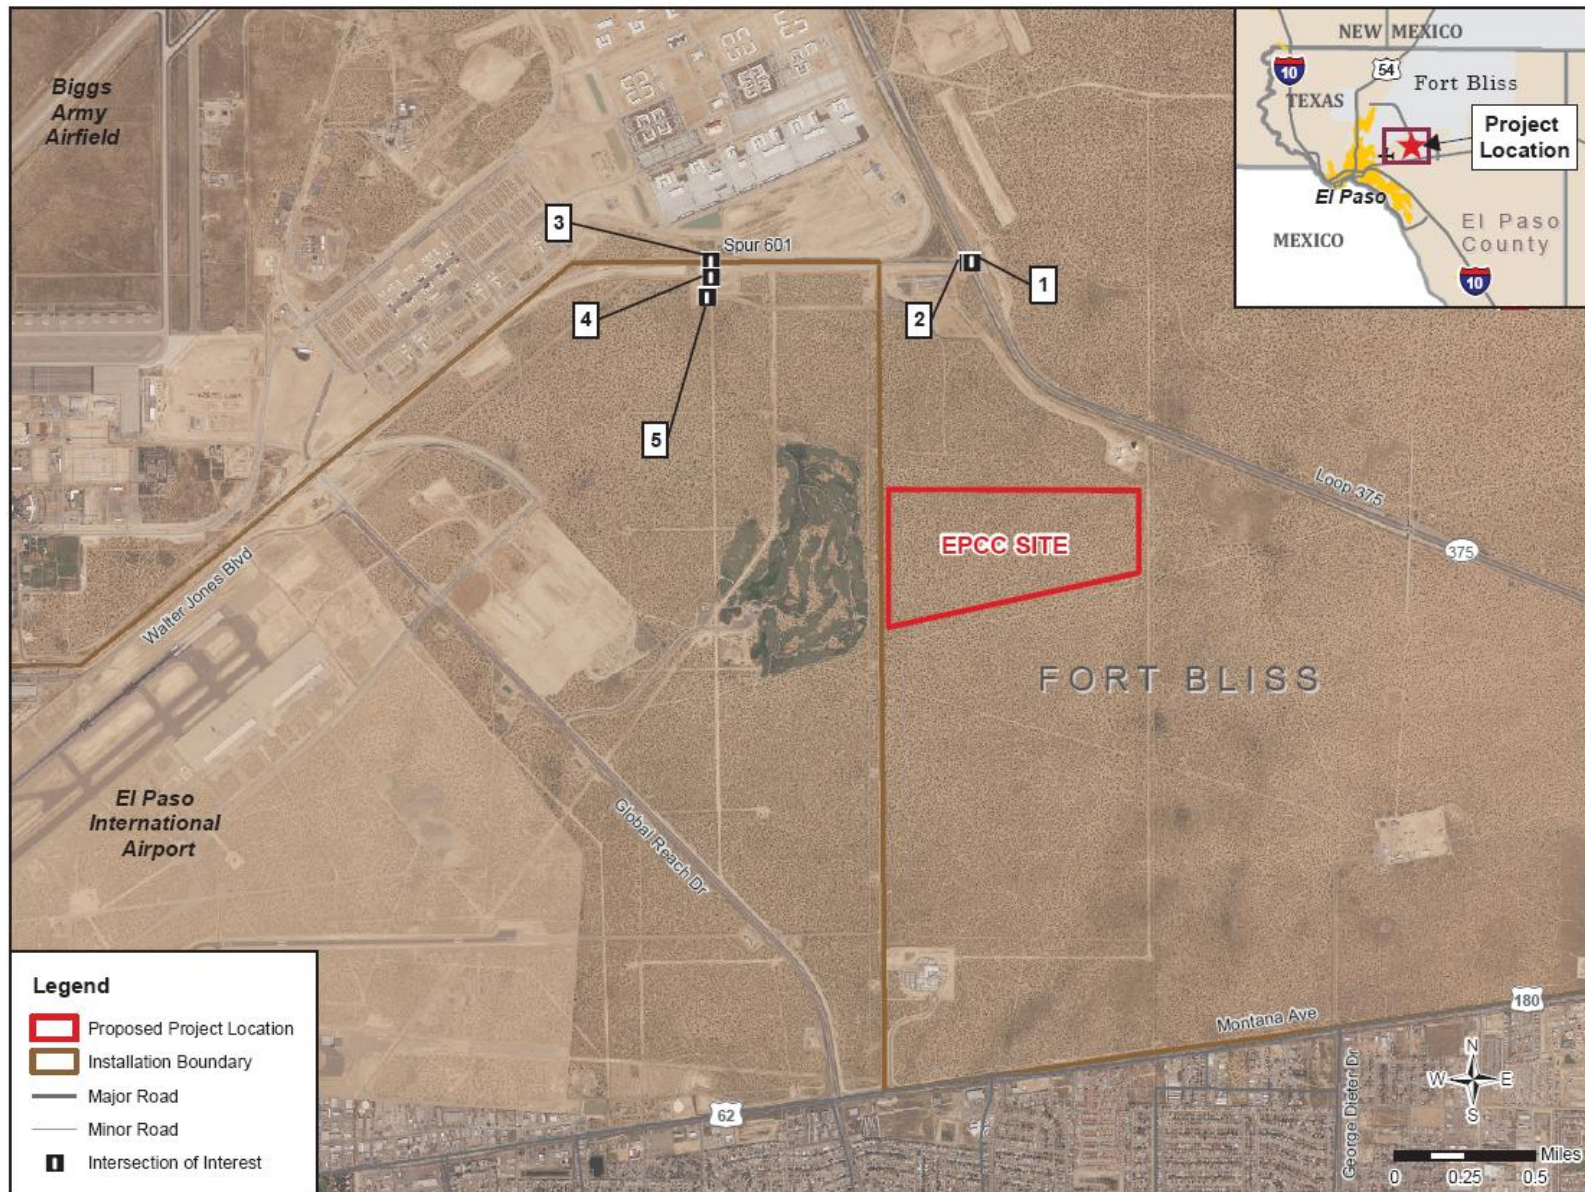 Biggs
Army
Airfield
NEW MEXICO
10
54
TEXAS
Fort Bliss
Project
Location
El Paso
MEXICO
El Paso
County
10
3
Spur 601
1
4
2
5
Loop 375
375
EPCC SITE
Walter Jones Blvd
FORT BLISS
El Paso
International
Airport
Global Reach Dr
Legend
Proposed Project Location
Installation Boundary
Major Road
Minor Road
Intersection of Interest
180
Montana Ave
62
George Dieter Dr
N
W E
S
Miles
0 0.25 0.5